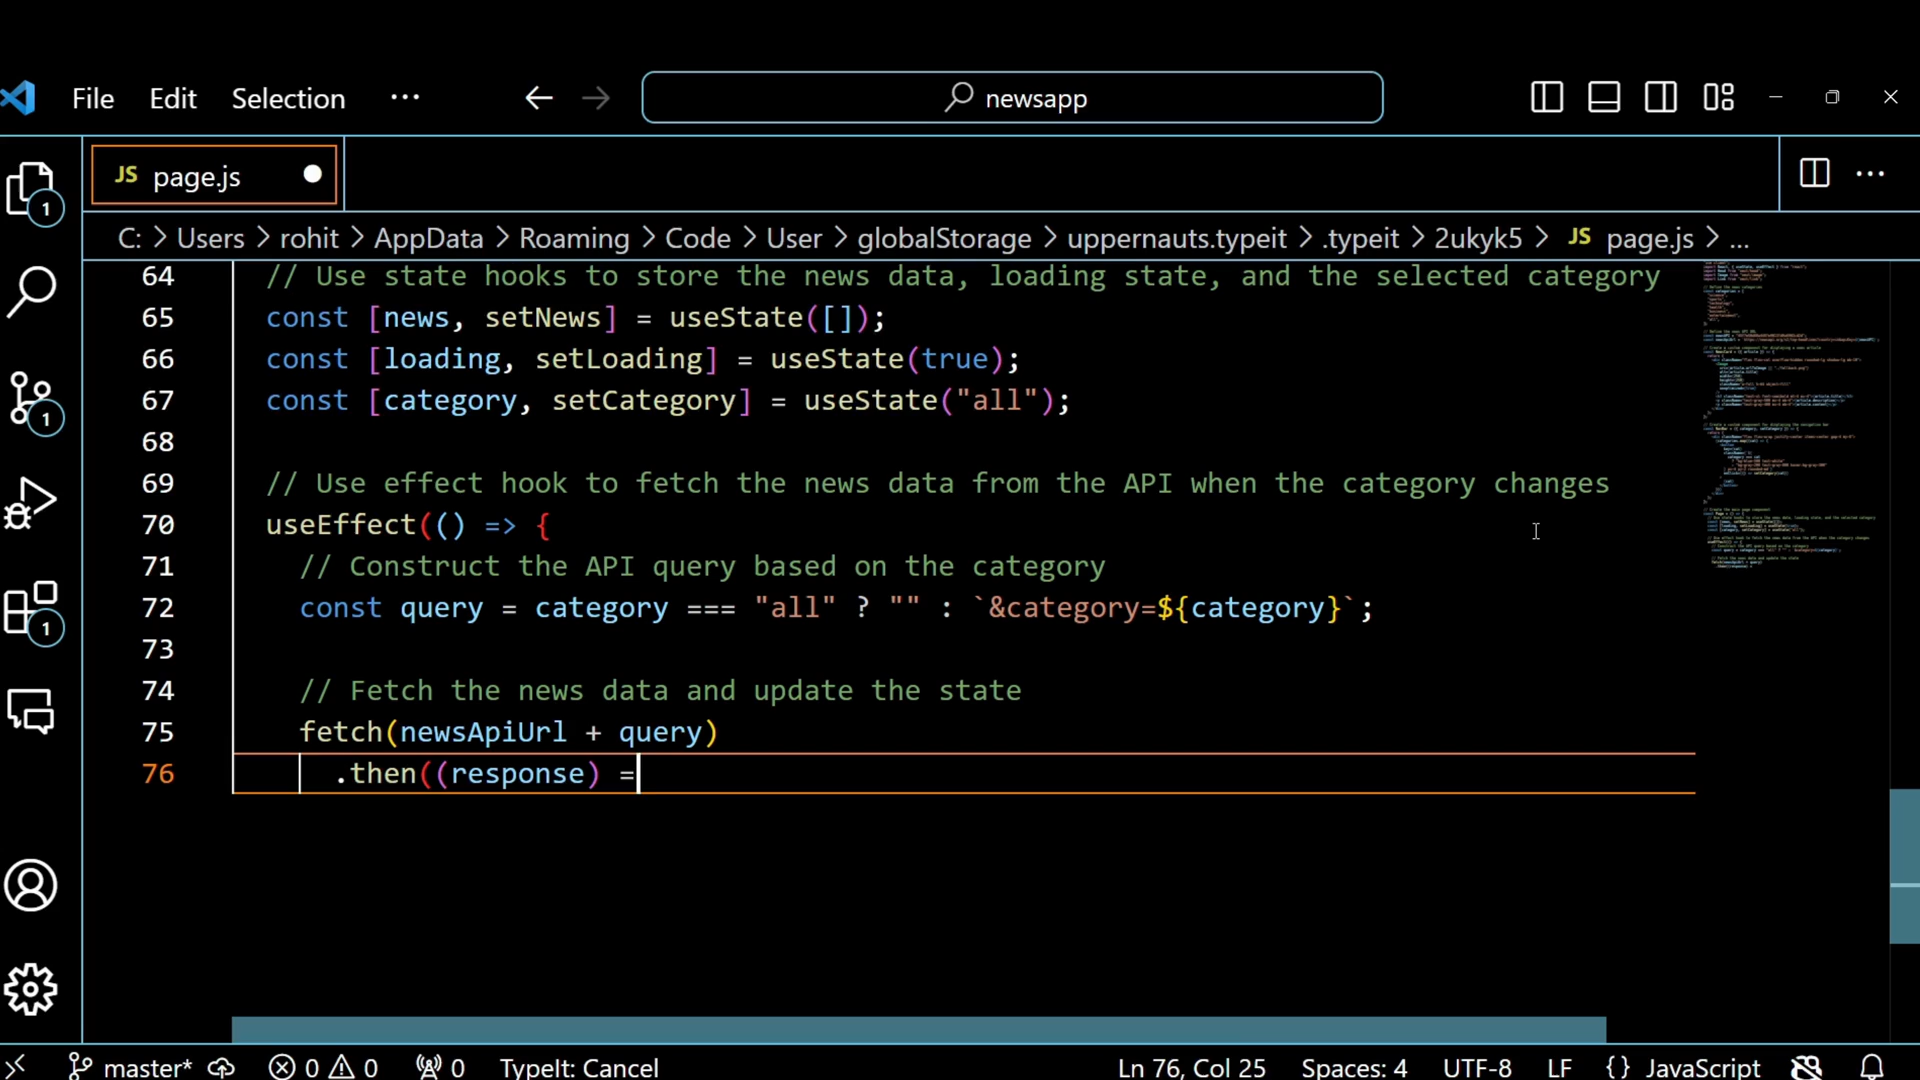 File Edit Selection ··· newsapp
JS page.js
C: > Users > rohit > AppData > Roaming > Code > User > globalStorage > uppernauts.typeit > .typeit > 2ukyk5 > JS page.js > ...
64 // Use state hooks to store the news data, loading state, and the selected category
65 const [news, setNews] = useState([]);
66 const [loading, setLoading] = useState(true);
67 const [category, setCategory] = useState("all");
68
69 // Use effect hook to fetch the news data from the API when the category changes
70 useEffect(() => {
71 // Construct the API query based on the category
72 const query = category === "all" ? "" : `&category=${category}`;
73
74 // Fetch the news data and update the state
75 fetch(newsApiUrl + query)
76 .then((response) =
1
1
1
master* 0 0 0 TypeIt: Cancel Ln 76, Col 25 Spaces: 4 UTF-8 LF {} JavaScript